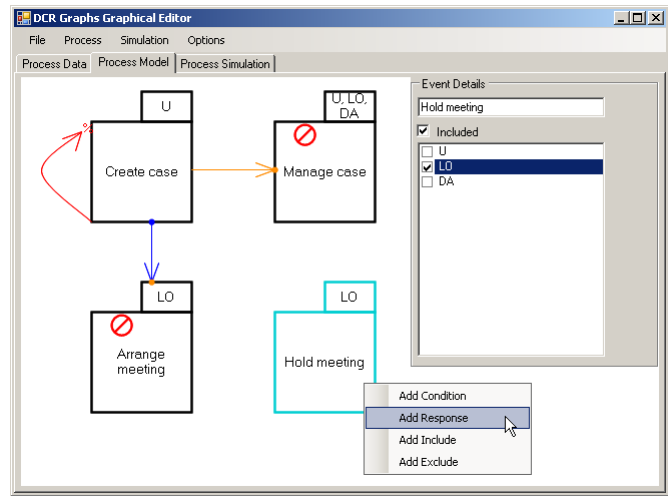 DCR Graphs Graphical Editor
File Process Simulation Options
Process Data Process Model Process Simulation
U
Create case
%
U, LO,
DA
Manage case
LO
Arrange
meeting
LO
Hold meeting
Event Details
Hold meeting
Included
U
LO
DA
Add Condition
Add Response
Add Include
Add Exclude